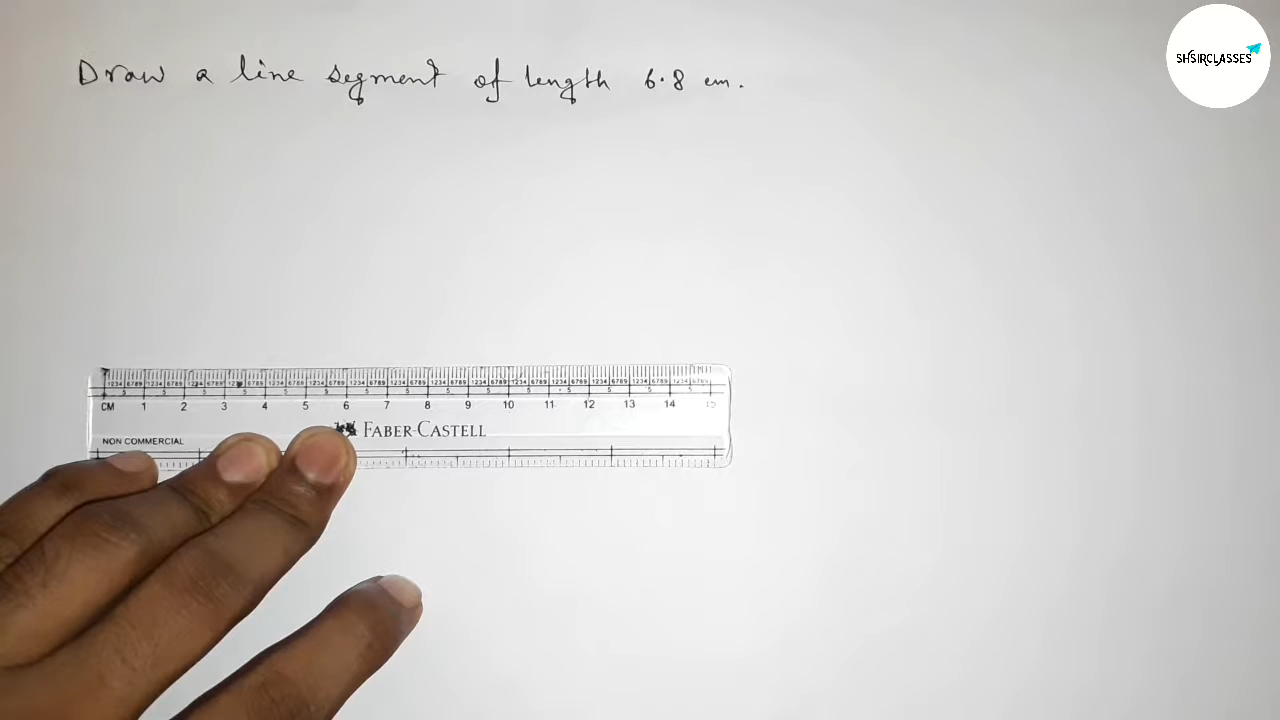 Draw a line segment of length 6.8 cm.
SHSIRCLASSES
CM 1 2 3 4 5 6 7 8 9 10 11 12 13 14 15
FABER-CASTELL
NON COMMERCIAL